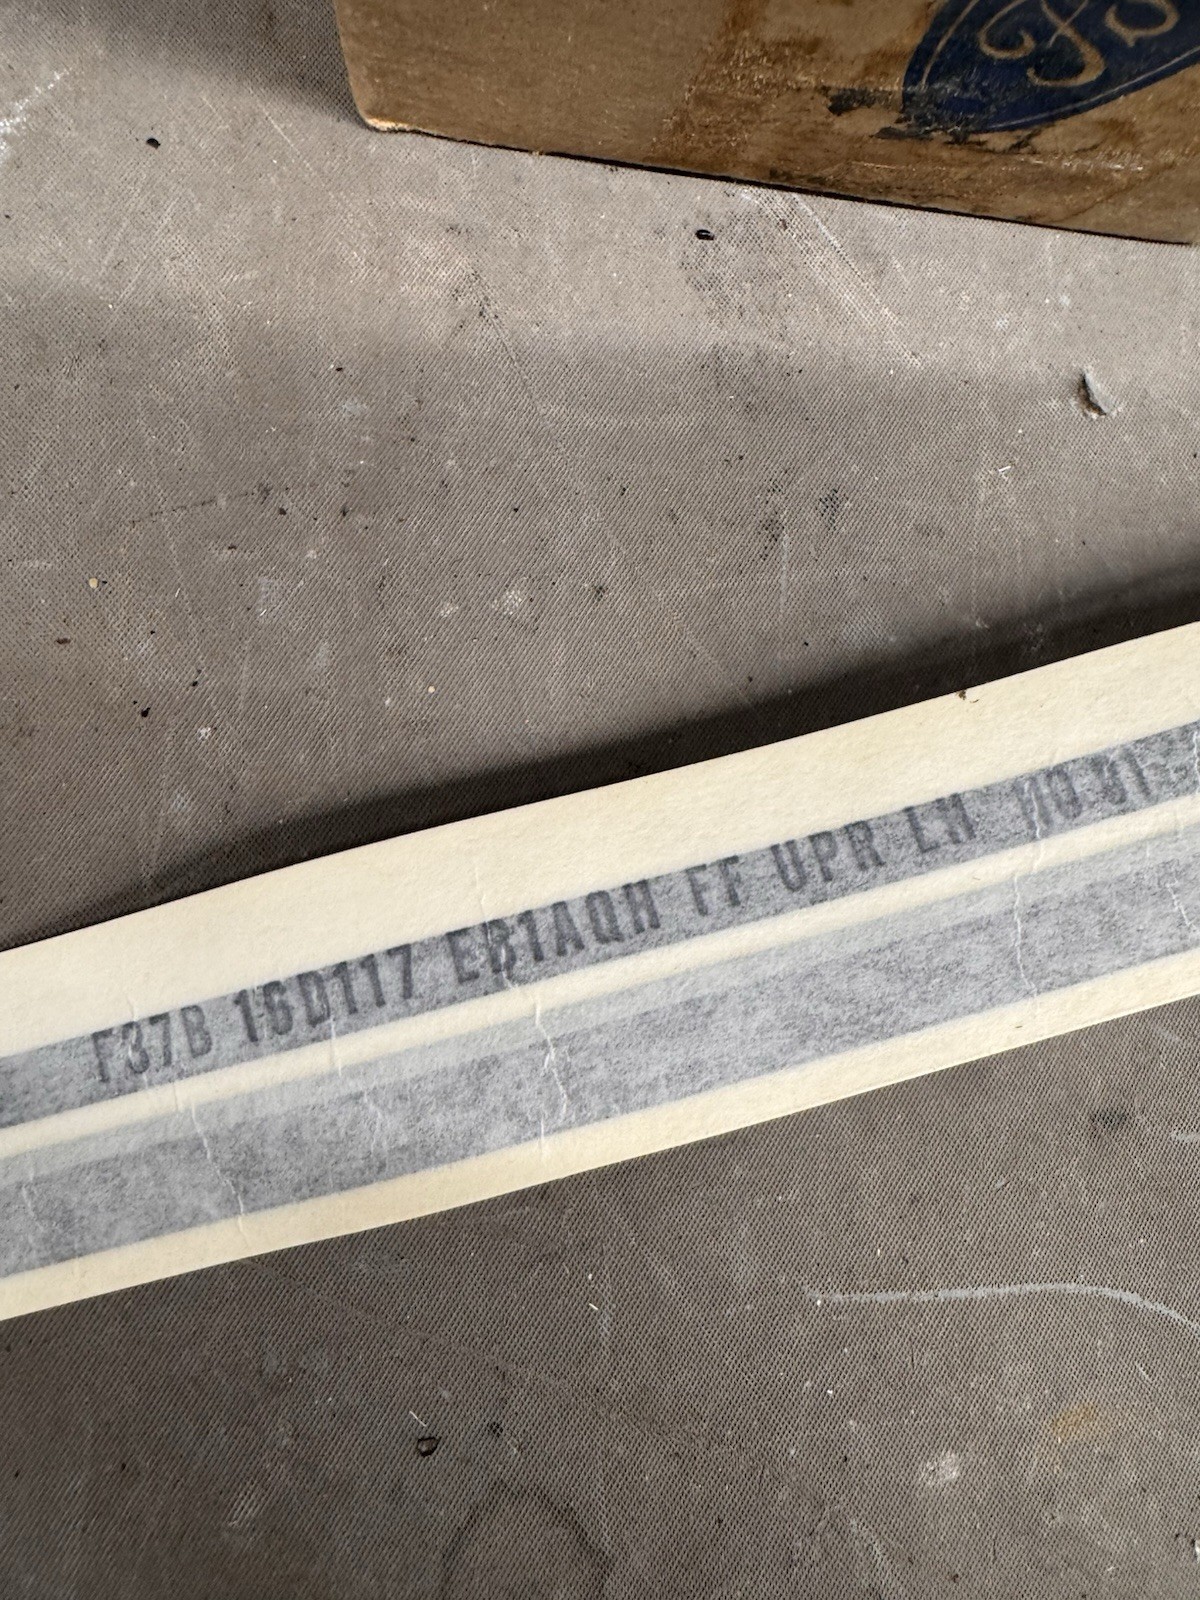 F37B 16D117 EB1AQH FF UPR LH